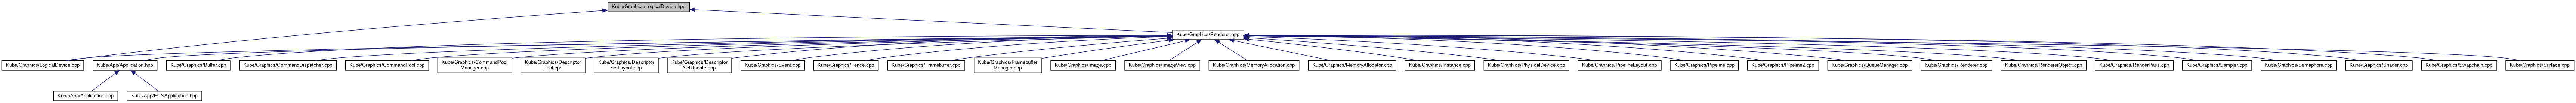 Kube/Graphics/LogicalDevice.hpp
Kube/Graphics/Renderer.hpp
Kube/Graphics/LogicalDevice.cpp
Kube/App/Application.hpp
Kube/Graphics/Buffer.cpp
Kube/Graphics/CommandDispatcher.cpp
Kube/Graphics/CommandPool.cpp
Kube/Graphics/CommandPool
Manager.cpp
Kube/Graphics/Descriptor
Pool.cpp
Kube/Graphics/Descriptor
SetLayout.cpp
Kube/Graphics/Descriptor
SetUpdate.cpp
Kube/Graphics/Event.cpp
Kube/Graphics/Fence.cpp
Kube/Graphics/Framebuffer.cpp
Kube/Graphics/Framebuffer
Manager.cpp
Kube/Graphics/Image.cpp
Kube/Graphics/ImageView.cpp
Kube/Graphics/MemoryAllocation.cpp
Kube/Graphics/MemoryAllocator.cpp
Kube/Graphics/Instance.cpp
Kube/Graphics/PhysicalDevice.cpp
Kube/Graphics/PipelineLayout.cpp
Kube/Graphics/Pipeline.cpp
Kube/Graphics/Pipeline2.cpp
Kube/Graphics/QueueManager.cpp
Kube/Graphics/Renderer.cpp
Kube/Graphics/RendererObject.cpp
Kube/Graphics/RenderPass.cpp
Kube/Graphics/Sampler.cpp
Kube/Graphics/Semaphore.cpp
Kube/Graphics/Shader.cpp
Kube/Graphics/Swapchain.cpp
Kube/Graphics/Surface.cpp
Kube/App/Application.cpp
Kube/App/ECSApplication.hpp